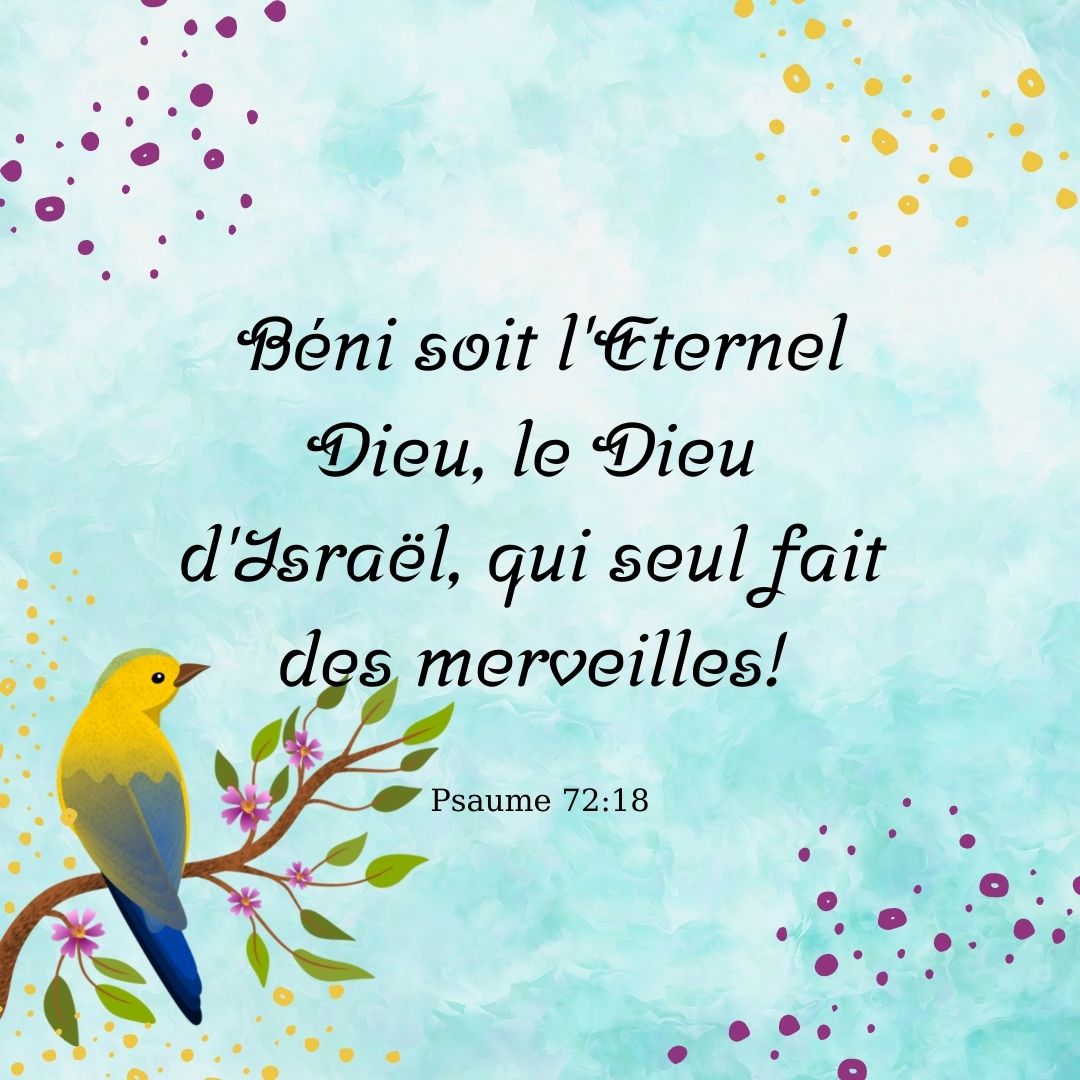 Béni soit l'Eternel
Dieu, le Dieu
d'Israël, qui seul fait
des merveilles!
Psaume 72:18